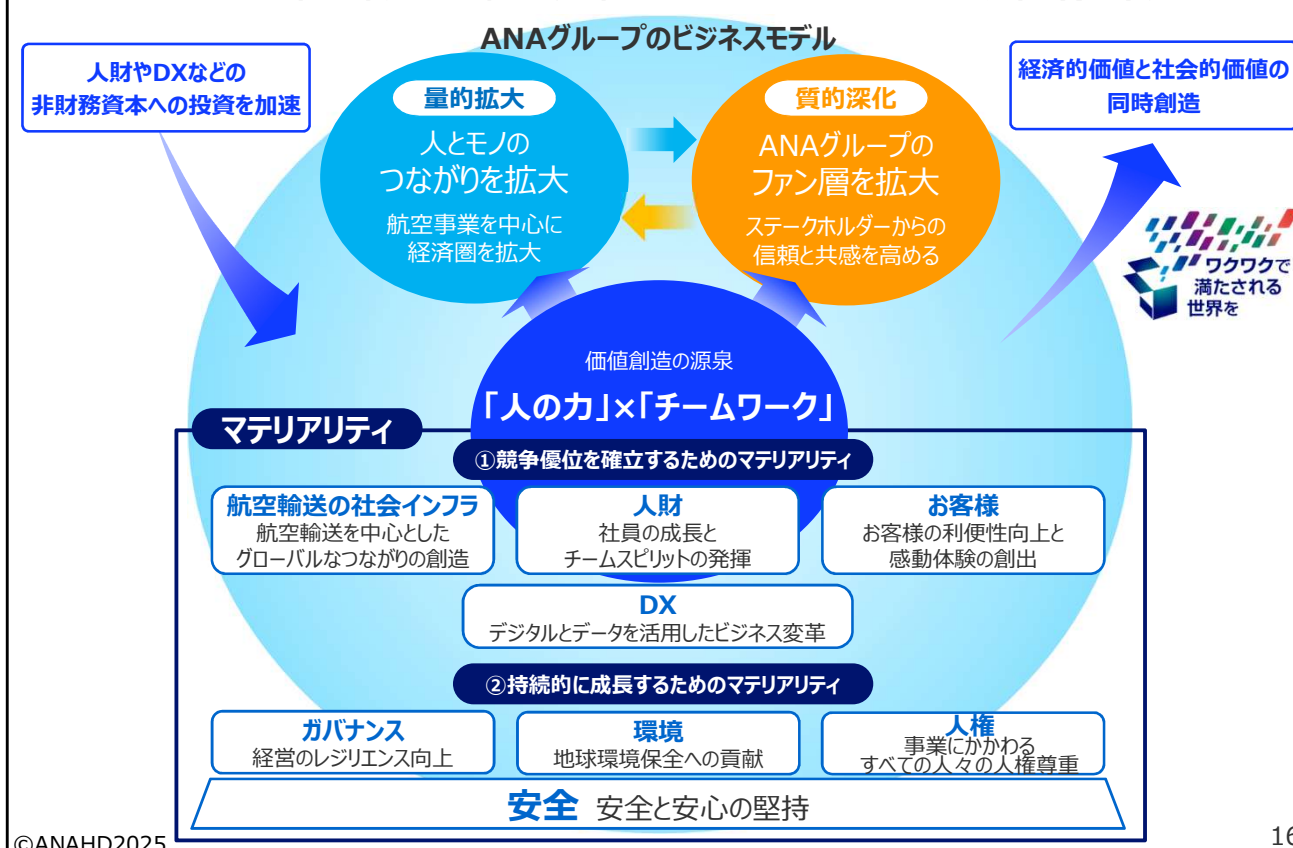 ANAグループのビジネスモデル
人財やDXなどの
非財務資本への投資を加速
量的拡大
人とモノの
つながりを拡大
航空事業を中心に
経済圏を拡大
質的深化
ANAグループの
ファン層を拡大
ステークホルダーからの
信頼と共感を高める
経済的価値と社会的価値の
同時創造
ワクワクで
満たされる
世界を
価値創造の源泉
「人の力」×「チームワーク」
マテリアリティ
①競争優位を確立するためのマテリアリティ
航空輸送の社会インフラ
航空輸送を中心とした
グローバルなつながりの創造
人財
社員の成長と
チームスピリットの発揮
お客様
お客様の利便性向上と
感動体験の創出
DX
デジタルとデータを活用したビジネス変革
②持続的に成長するためのマテリアリティ
ガバナンス
経営のレジリエンス向上
環境
地球環境保全への貢献
人権
事業にかかわる
すべての人々の人権尊重
安全 安全と安心の堅持
©ANAHD2025
16